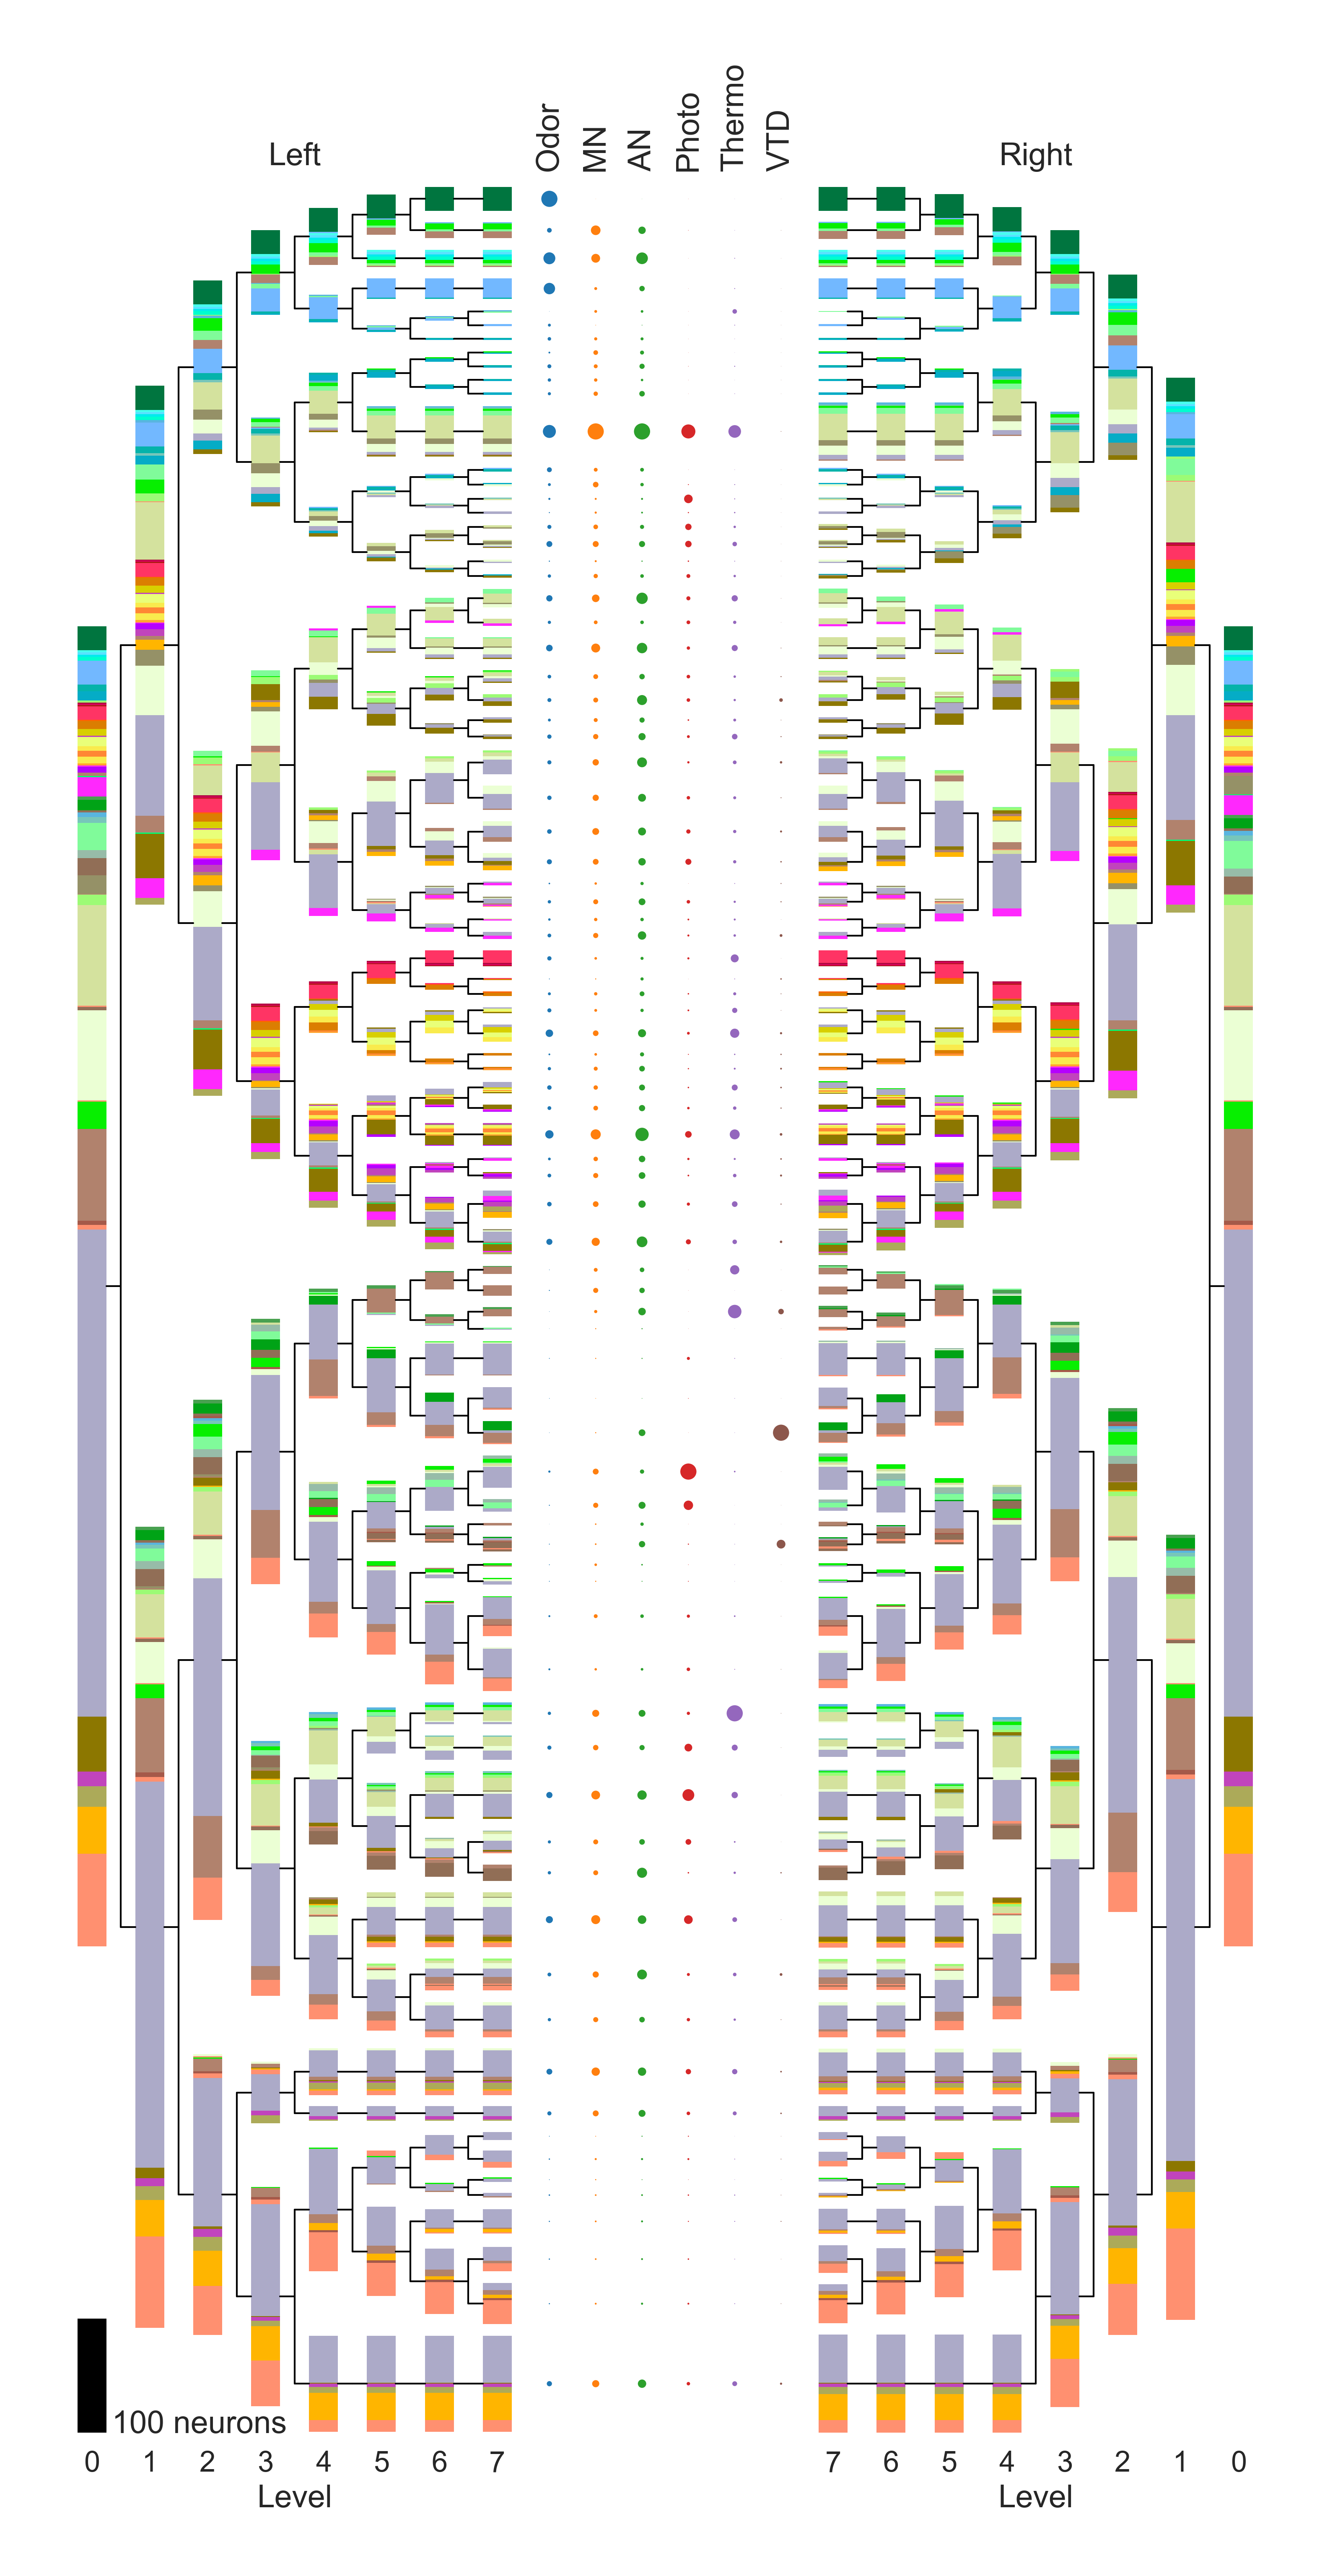 Left
Odor
MN
AN
Photo
Thermo
VTD
Right
100 neurons
0 1 2 3 4 5 6 7
7 6 5 4 3 2 1 0
Level
Level